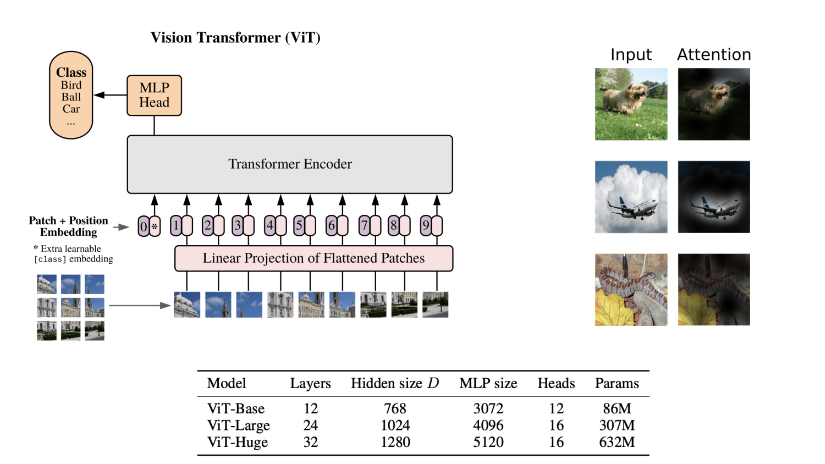 Vision Transformer (ViT)
Class
Bird
Ball
Car
...
MLP
Head
Transformer Encoder
Patch + Position
Embedding
0 * 1 2 3 4 5 6 7 8 9
* Extra learnable
[class] embedding
Linear Projection of Flattened Patches
Input Attention
Model Layers Hidden size D MLP size Heads Params
ViT-Base 12 768 3072 12 86M
ViT-Large 24 1024 4096 16 307M
ViT-Huge 32 1280 5120 16 632M